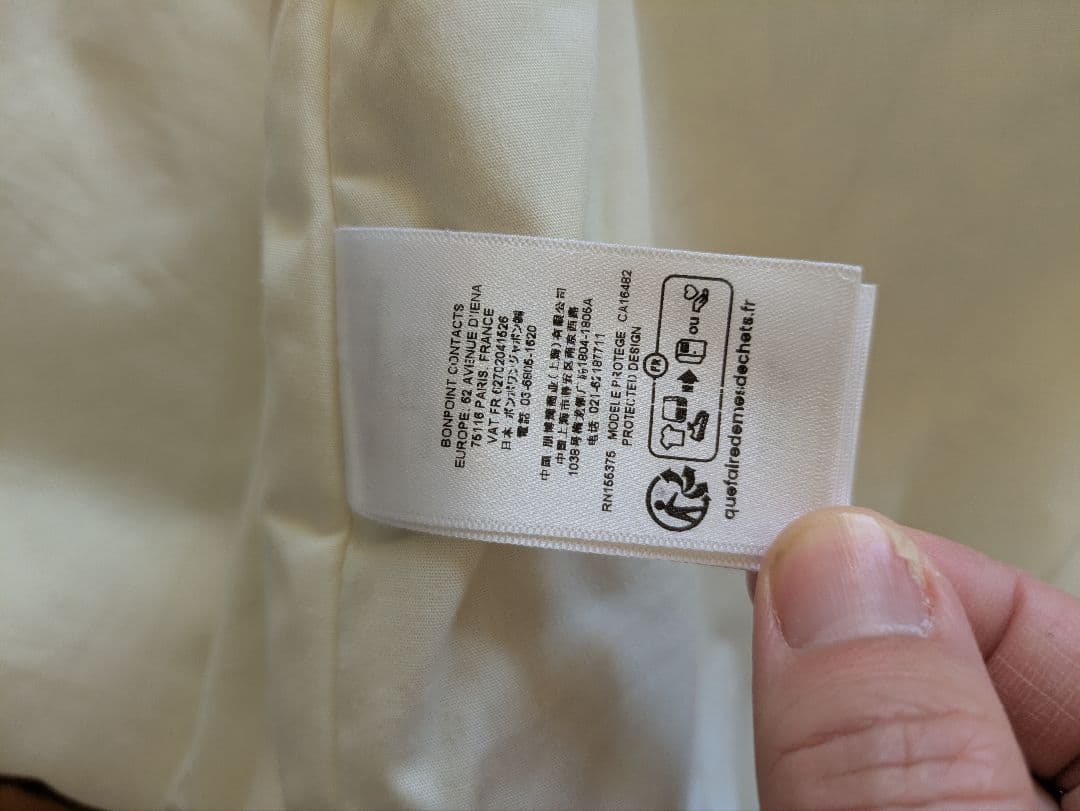 BONPOINT CONTACTS
EUROPE: 62 AVENUE D'IENA
75116 PARIS. FRANCE
VAT FR 62702041526
日本 ボンポワンジャポン㈱
電話 03-6805-1620
中国 朋博商业(上海)有限公司
中国上海市静安区南京西路
1038号梅龙镇广场1804-1806A
电话 021-62187711
RN155375 MODELE PROTEGE CA16482
PROTECTED DESIGN
FR
ou
quefairedemesdechets.fr